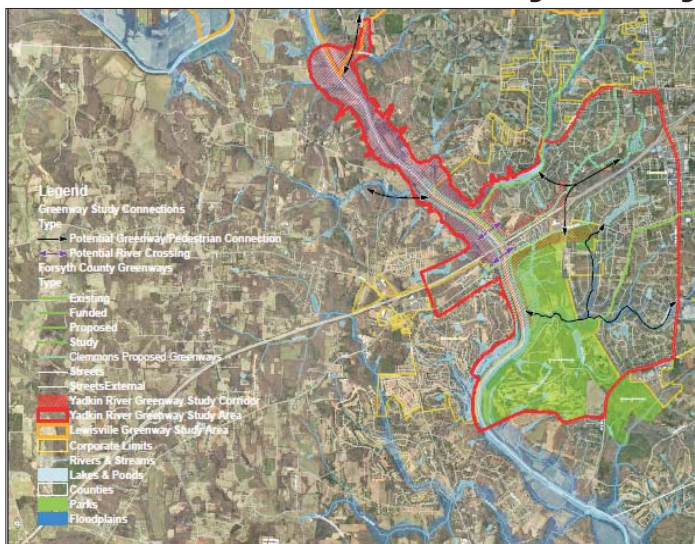 Legend
Greenway Study Connections
Type
Potential Greenway/Pedestrian Connection
Potential River Crossing
Forsyth County Greenways
Type
Existing
Funded
Proposed
Study
Clemmons Proposed Greenways
Streets
StreetsExternal
Yadkin River Greenway Study Corridor
Yadkin River Greenway Study Area
Lewisville Greenway Study Area
Corporate Limits
Rivers & Streams
Lakes & Ponds
Counties
Parks
Floodplains